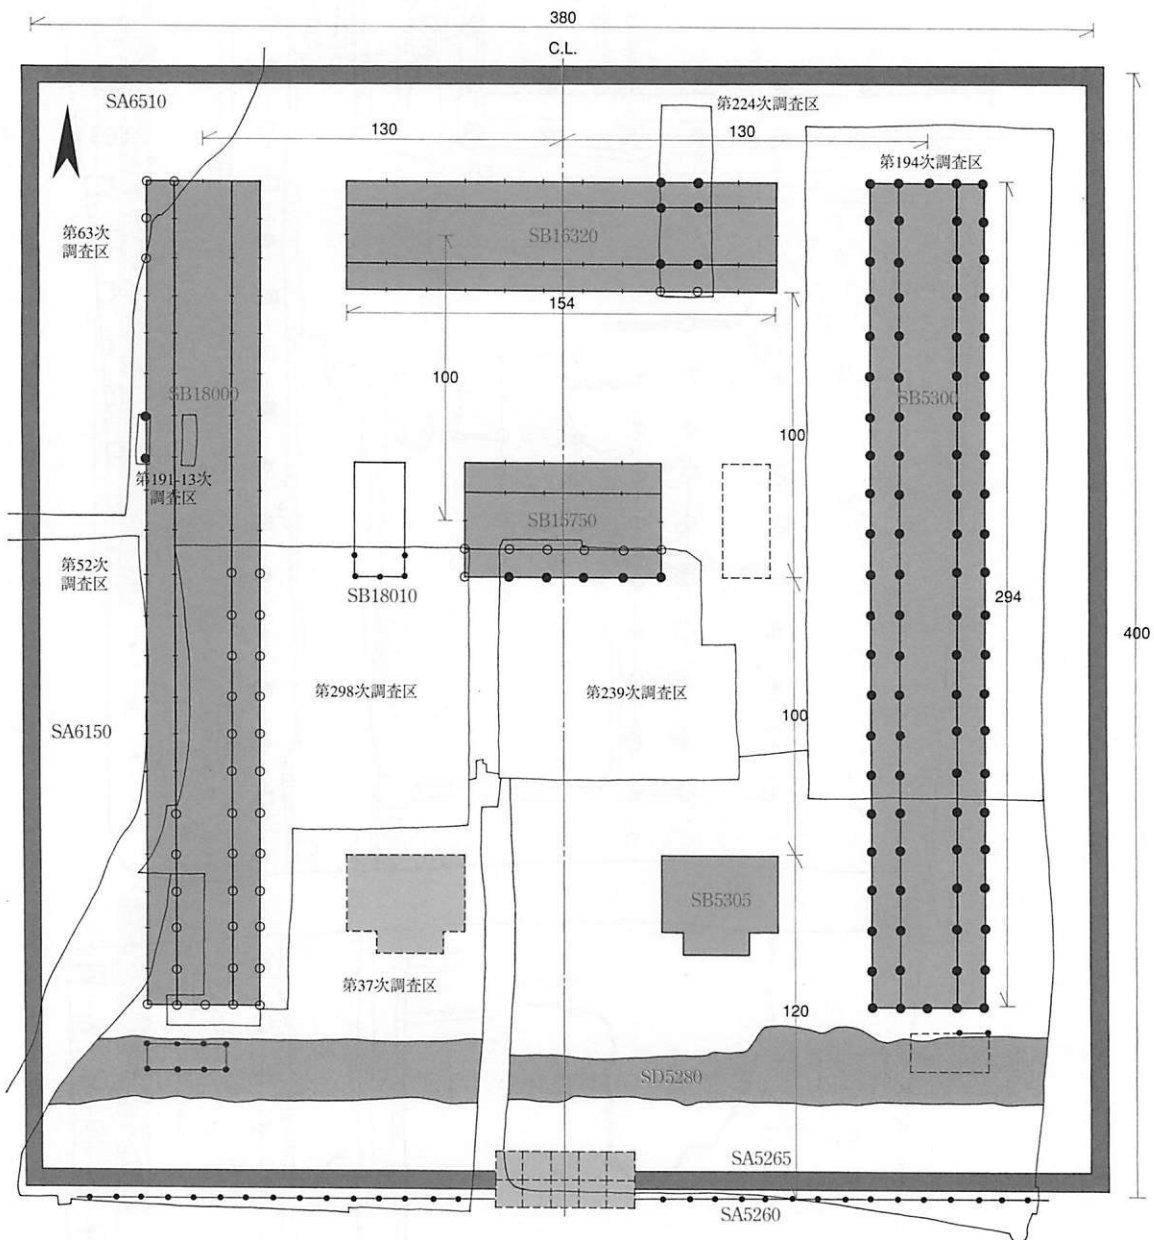 380
C.L.
SA6510
第224次調査区
130
130
第194次調査区
第63次
調査区
SB16320
154
100
SB18000
SB5300
100
第191-13次
調査区
SB15750
第52次
調査区
SB18010
294
400
第298次調査区
第239次調査区
100
SA6150
SB5305
第37次調査区
120
SD5280
SA5265
SA5260